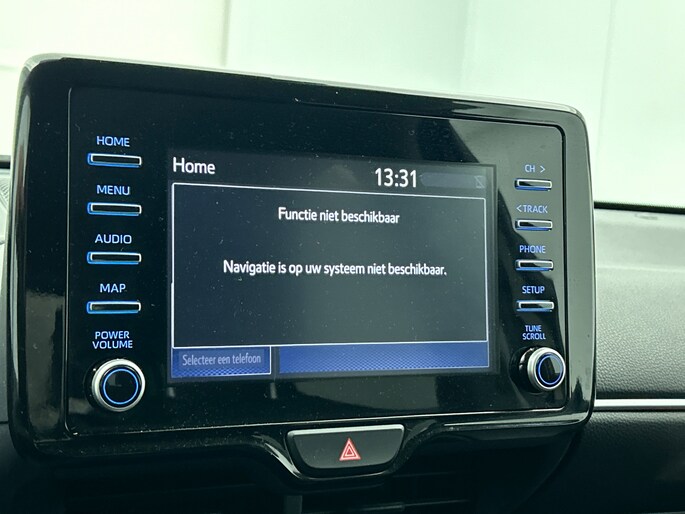 HOME
MENU
AUDIO
MAP
POWER
VOLUME
Home
13:31
Functie niet beschikbaar
Navigatie is op uw systeem niet beschikbaar.
Selecteer een telefoon
CH >
<TRACK
PHONE
SETUP
TUNE
SCROLL